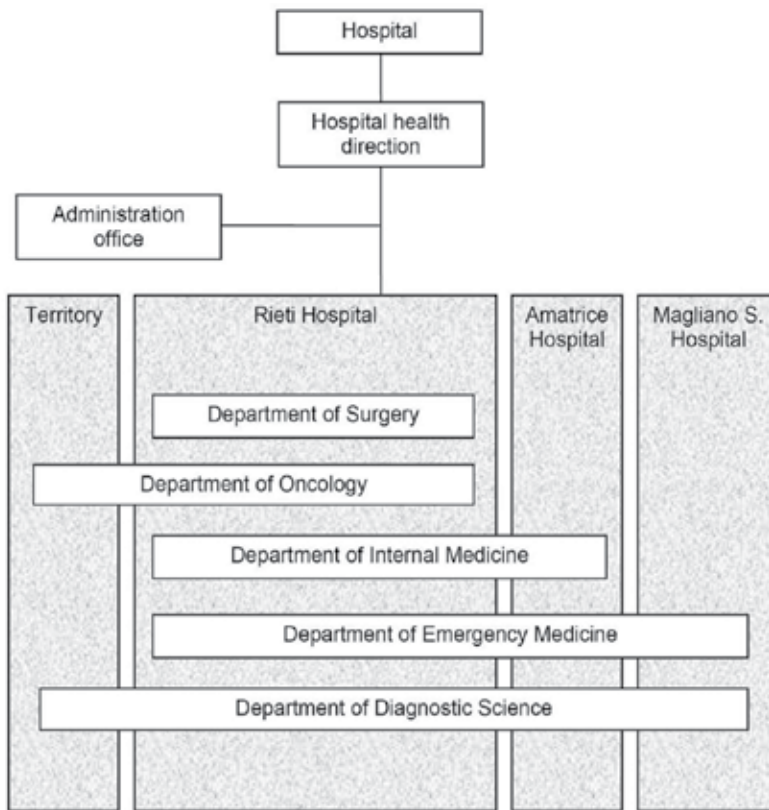 Hospital
Hospital health
direction
Administration
office
Territory
Rieti Hospital
Amatrice
Hospital
Magliano S.
Hospital
Department of Surgery
Department of Oncology
Department of Internal Medicine
Department of Emergency Medicine
Department of Diagnostic Science